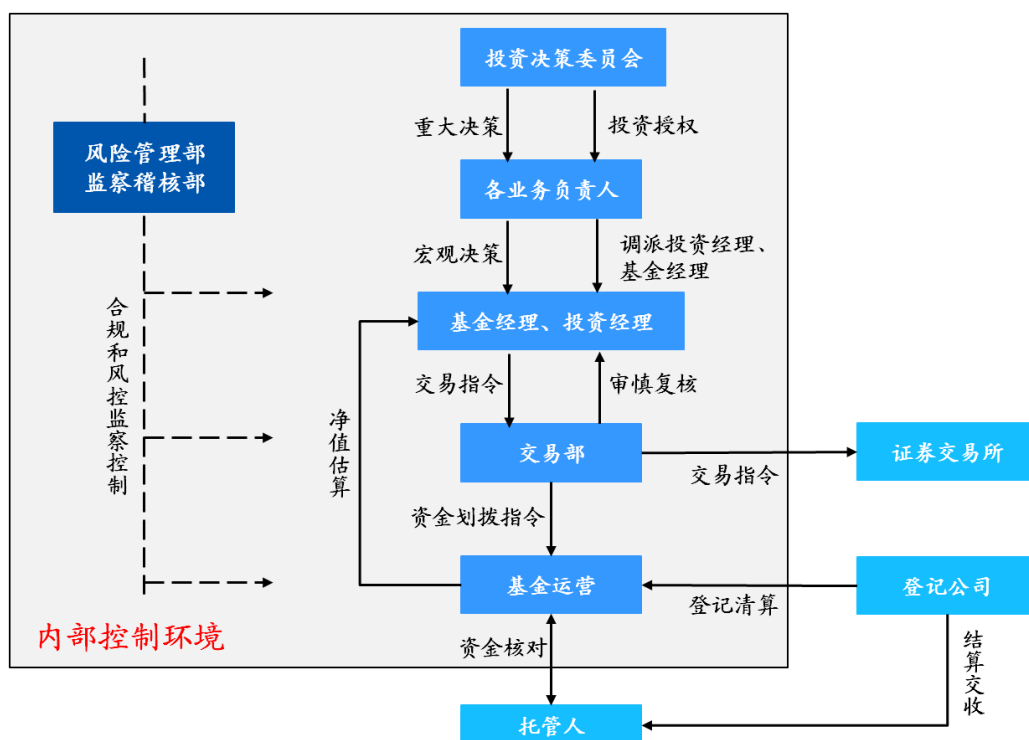 投资决策委员会
重大决策
投资授权
风险管理部
监察稽核部
各业务负责人
宏观决策
调派投资经理、
基金经理
合规和风控监察控制
基金经理、投资经理
交易指令
审慎复核
净值估算
交易部
交易指令
证券交易所
资金划拨指令
基金运营
登记清算
登记公司
内部控制环境
资金核对
结算交收
托管人